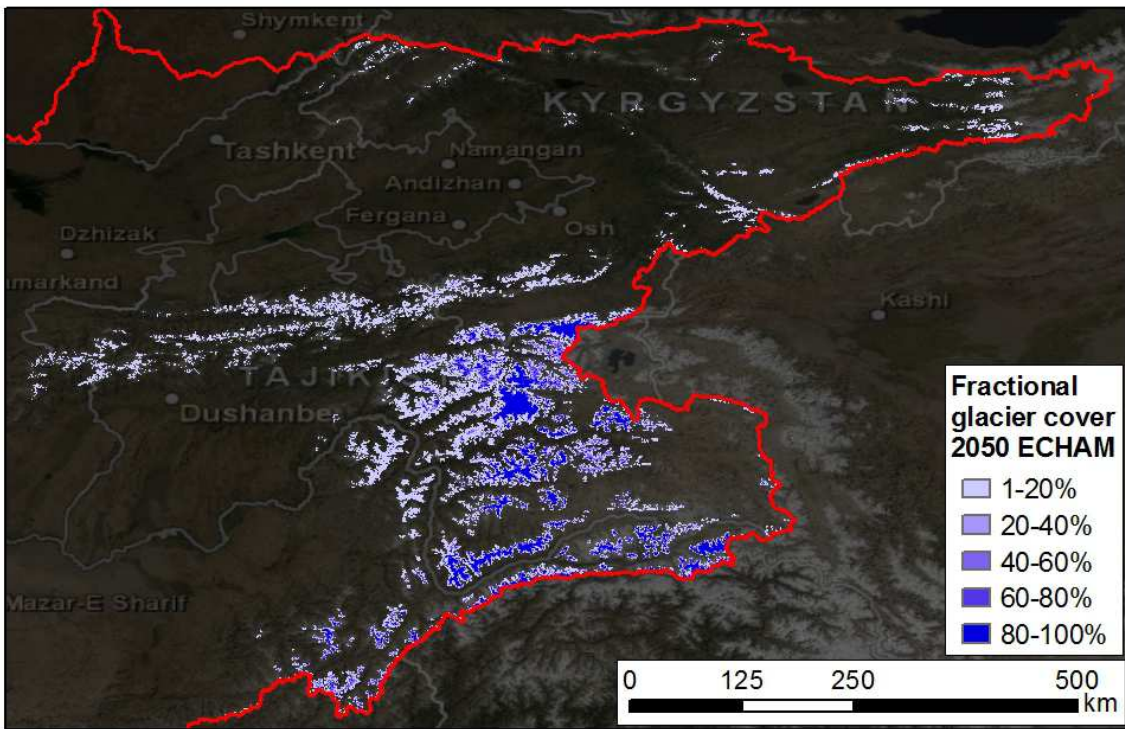 Shymkent
KYRGYZSTAN
Tashkent
Namangan
Andizhan
Fergana
Osh
Dzhizak
amarkand
Kashi
TAJIKI
Dushanbe
Mazar-E Sharif
Fractional
glacier cover
2050 ECHAM
1-20%
20-40%
40-60%
60-80%
80-100%
0 125 250 500
km